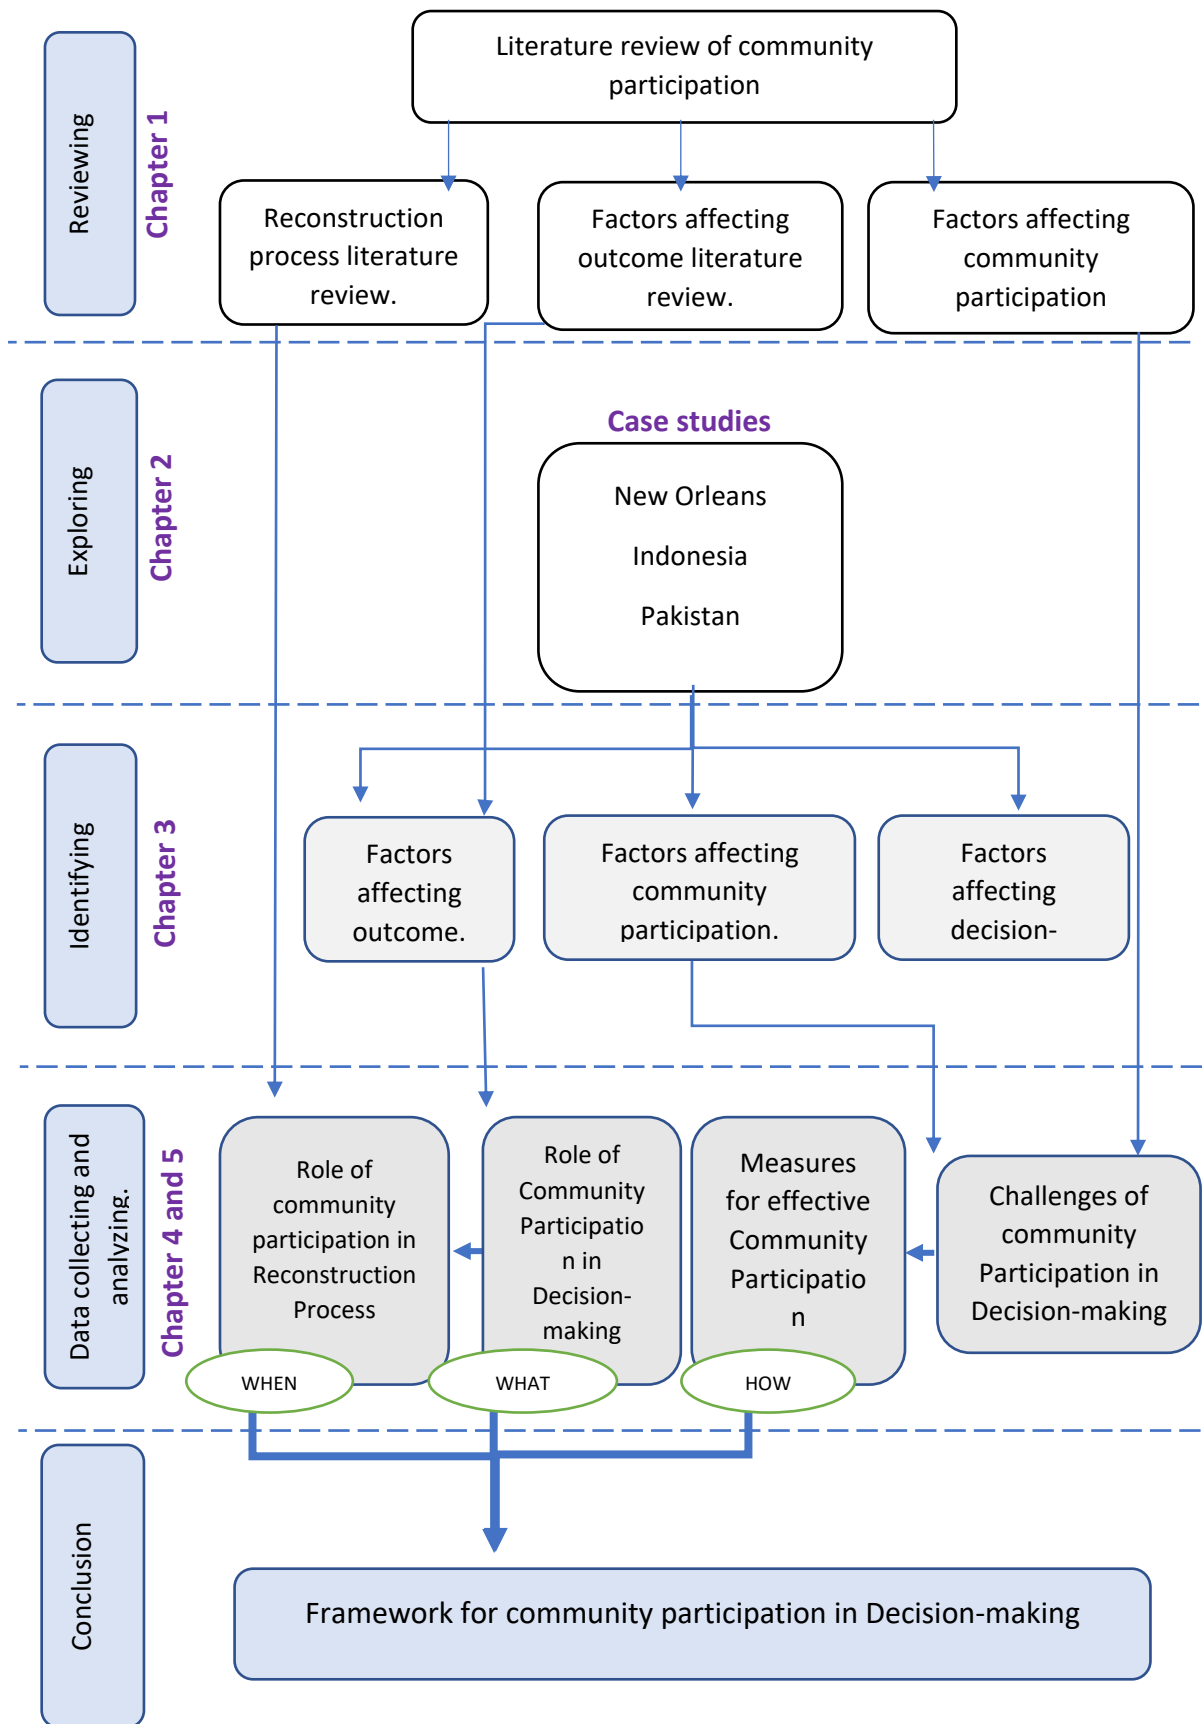 Reviewing
Chapter 1
Literature review of community
participation
Reconstruction
process literature
review.
Factors affecting
outcome literature
review.
Factors affecting
community
participation
Exploring
Chapter 2
Case studies
New Orleans
Indonesia
Pakistan
Identifying
Chapter 3
Factors
affecting
outcome.
Factors affecting
community
participation.
Factors
affecting
decision-
Data collecting and
analyzing.
Chapter 4 and 5
Role of
community
participation in
Reconstruction
Process
Role of
Community
Participatio
n in
Decision-
making
Measures
for effective
Community
Participatio
n
Challenges of
community
Participation in
Decision-making
WHEN
WHAT
HOW
Conclusion
Framework for community participation in Decision-making